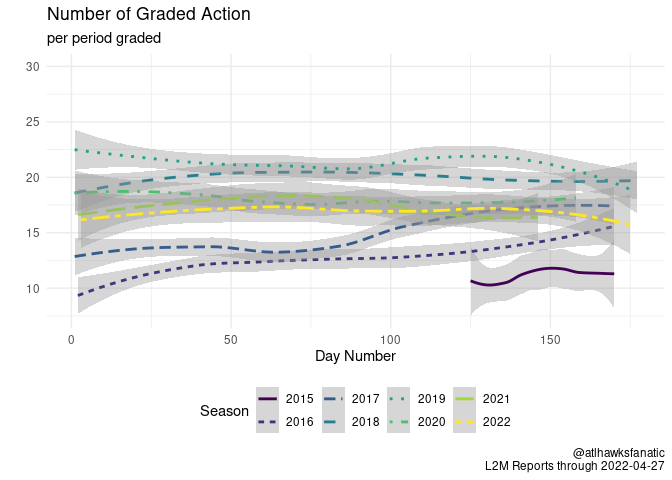 Number of Graded Action
per period graded
30
25
20
15
10
0 50 100 150
Day Number
Season
2015 2017 2019 2021
2016 2018 2020 2022
@atlhawksfanatic
L2M Reports through 2022-04-27